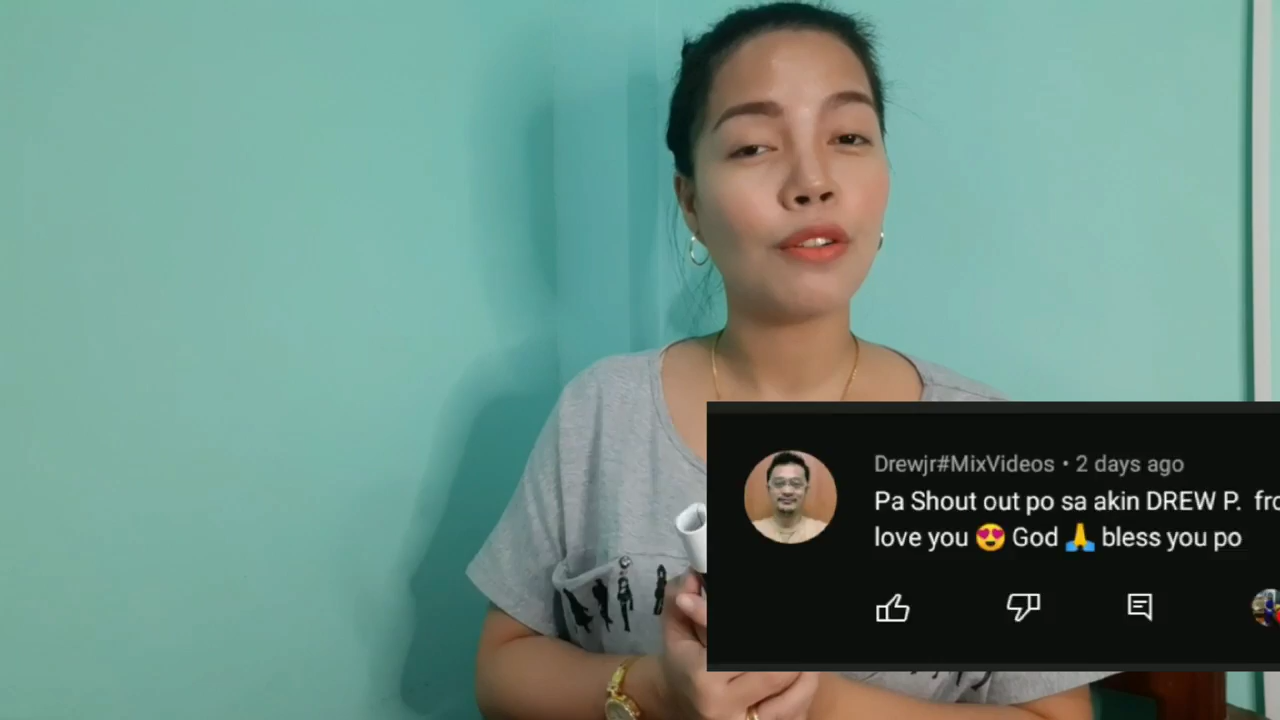 Drewjr#MixVideos • 2 days ago
Pa Shout out po sa akin DREW P.
love you 😍 God 🙏 bless you po